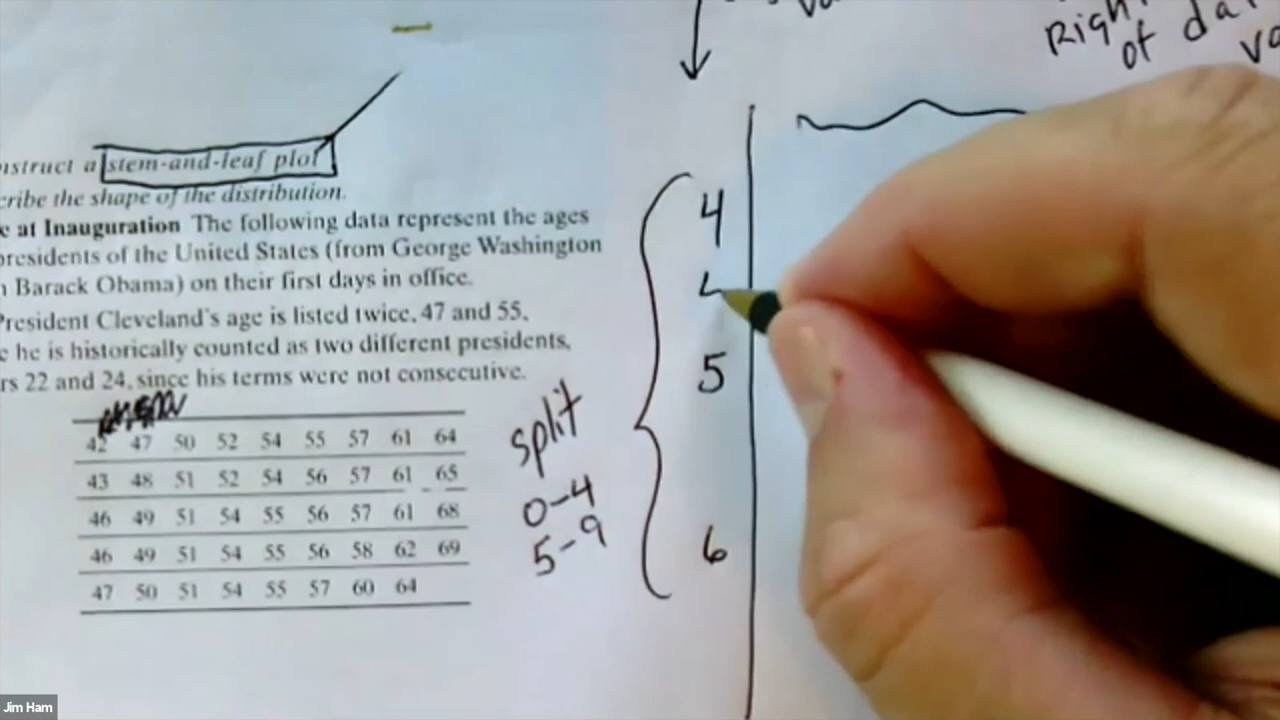 Righ
of da
va
nstruct a stem-and-leaf plot
cribe the shape of the distribution.
e at Inauguration The following data represent the ages
presidents of the United States (from George Washington
n Barack Obama) on their first days in office.
President Cleveland's age is listed twice, 47 and 55,
e he is historically counted as two different presidents,
rs 22 and 24, since his terms were not consecutive.
42 47 50 52 54 55 57 61 64
43 48 51 52 54 56 57 61 65
46 49 51 54 55 56 57 61 68
46 49 51 54 55 56 58 62 69
47 50 51 54 55 57 60 64
split
0-4
5-9
4
5
6
Jim Ham